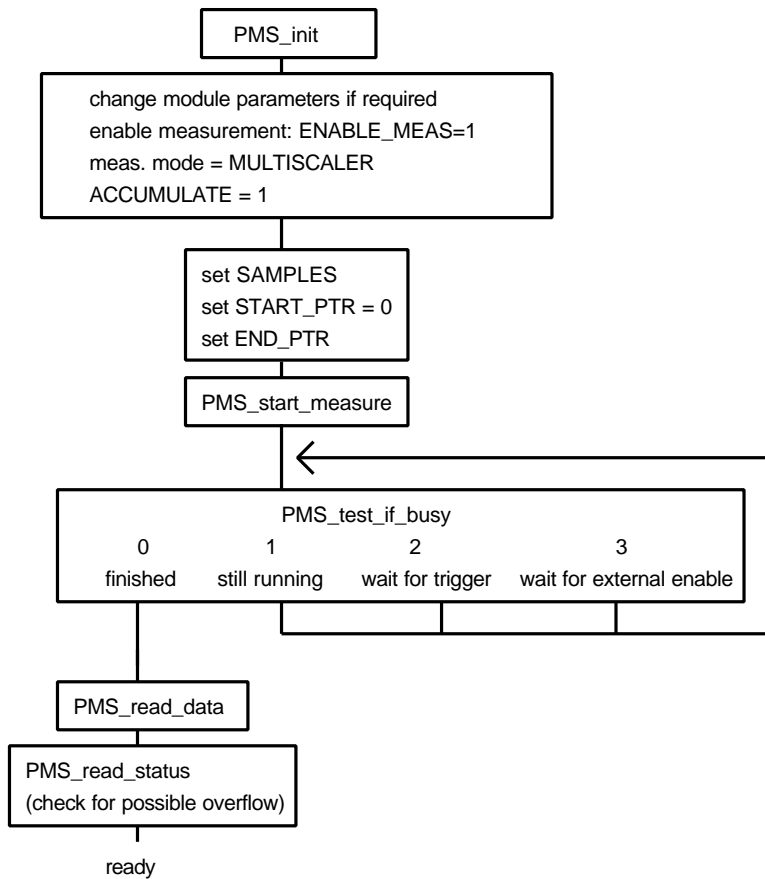 PMS_init
change module parameters if required
enable measurement: ENABLE_MEAS=1
meas. mode = MULTISCALER
ACCUMULATE = 1
set SAMPLES
set START_PTR = 0
set END_PTR
PMS_start_measure
PMS_test_if_busy
0 1 2 3
finished still running wait for trigger wait for external enable
PMS_read_data
PMS_read_status
(check for possible overflow)
ready